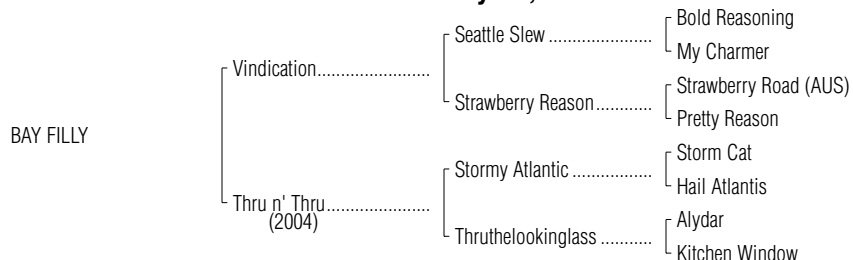 Bold Reasoning
Seattle Slew ......................
My Charmer
Vindication........................
Strawberry Road (AUS)
Strawberry Reason............
Pretty Reason
BAY FILLY
Storm Cat
Stormy Atlantic .................
Hail Atlantis
Thru n' Thru......................
(2004)
Alydar
Thruthelookinglass ...........
Kitchen Window